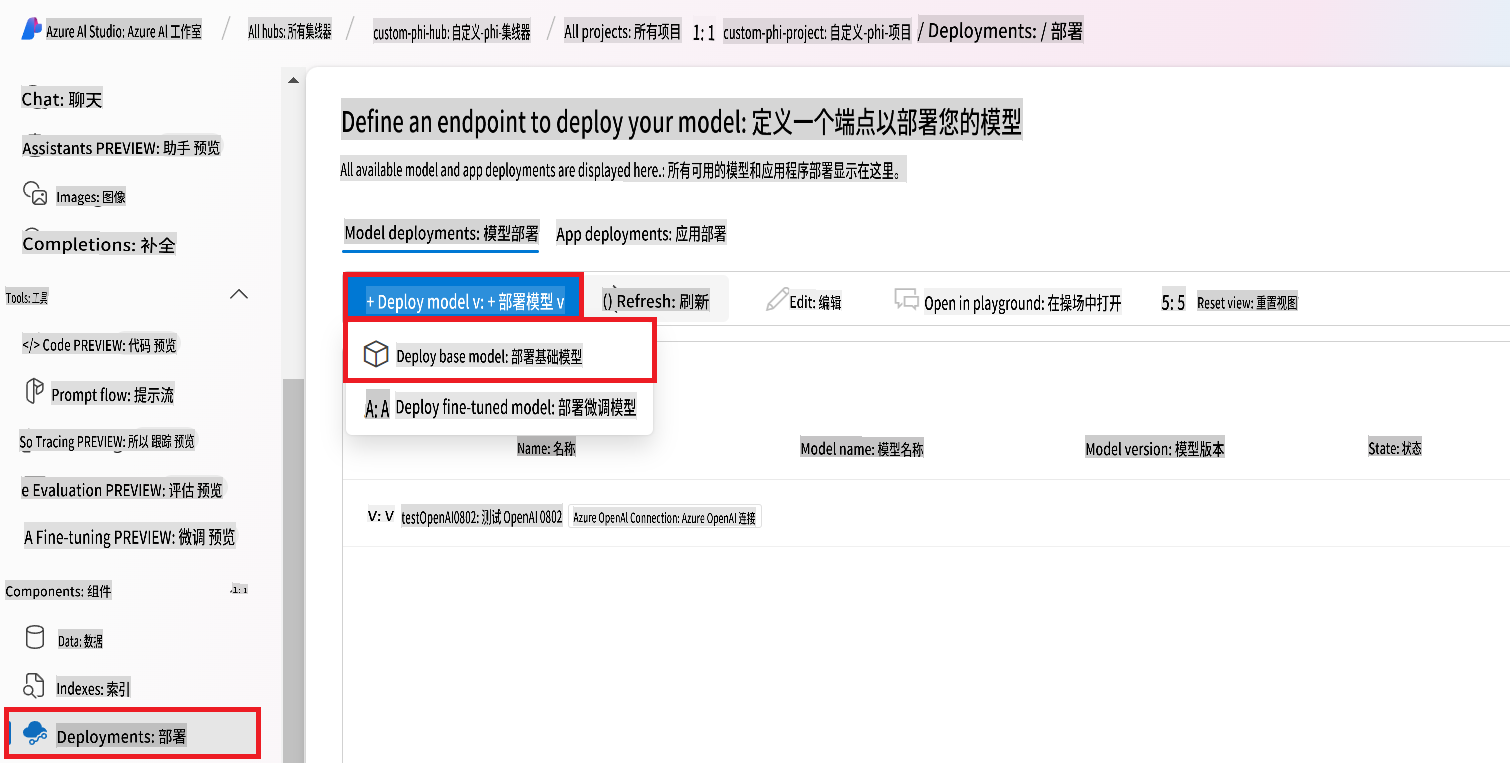 Azure AI Studio: Azure AI 工作室 / All hubs: 所有集线器 / custom-phi-hub: 自定义-phi-集线器 / All projects: 所有项目 1: 1 custom-phi-project: 自定义-phi-项目 / Deployments: / 部署
Chat: 聊天
Assistants PREVIEW: 助手 预览
Images: 图像
Completions: 补全
Tools: 工具
</> Code PREVIEW: 代码 预览
Prompt flow: 提示流
So Tracing PREVIEW: 所以 跟踪 预览
e Evaluation PREVIEW: 评估 预览
A Fine-tuning PREVIEW: 微调 预览
Components: 组件 1: 1
Data: 数据
Indexes: 索引
Deployments: 部署
Define an endpoint to deploy your model: 定义一个端点以部署您的模型
All available model and app deployments are displayed here.: 所有可用的模型和应用程序部署显示在这里。
Model deployments: 模型部署 App deployments: 应用部署
+ Deploy model v: + 部署模型 v () Refresh: 刷新 Edit: 编辑 Open in playground: 在操场中打开 5: 5 Reset view: 重置视图
Deploy base model: 部署基础模型
A: A Deploy fine-tuned model: 部署微调模型
Name: 名称 Model name: 模型名称 Model version: 模型版本 State: 状态
V: V testOpenAI0802: 测试 OpenAI 0802 Azure OpenAI Connection: Azure OpenAI 连接